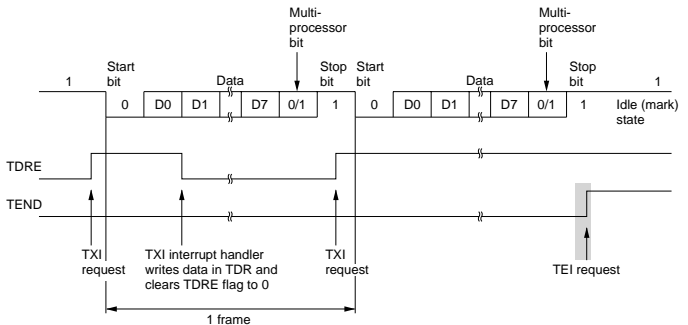 Multi-
processor
bit
Multi-
processor
bit
1
Start
bit
Data
Stop
bit
Start
bit
Data
Stop
bit
1
0
D0
D1
D7
0/1
1
0
D0
D1
D7
0/1
1
Idle (mark)
state
TDRE
TEND
TXI
request
TXI interrupt handler
writes data in TDR and
clears TDRE flag to 0
TXI
request
TEI request
1 frame